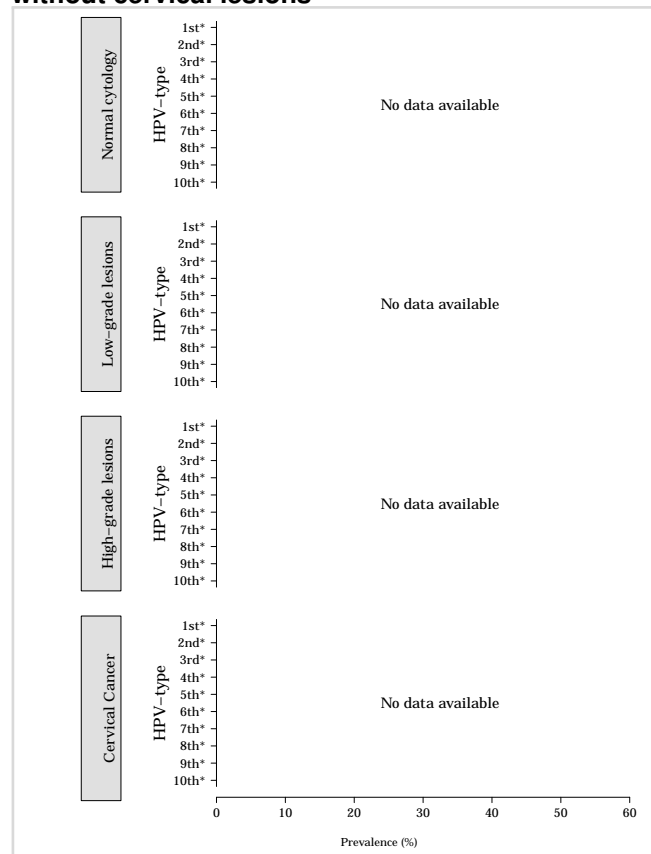 without cervical lesions
Normal cytology
HPV−type
1st*
2nd*
3rd*
4th*
5th*
6th*
7th*
8th*
9th*
10th*
No data available
Low−grade lesions
HPV−type
1st*
2nd*
3rd*
4th*
5th*
6th*
7th*
8th*
9th*
10th*
No data available
High−grade lesions
HPV−type
1st*
2nd*
3rd*
4th*
5th*
6th*
7th*
8th*
9th*
10th*
No data available
Cervical Cancer
HPV−type
1st*
2nd*
3rd*
4th*
5th*
6th*
7th*
8th*
9th*
10th*
No data available
0 10 20 30 40 50 60
Prevalence (%)